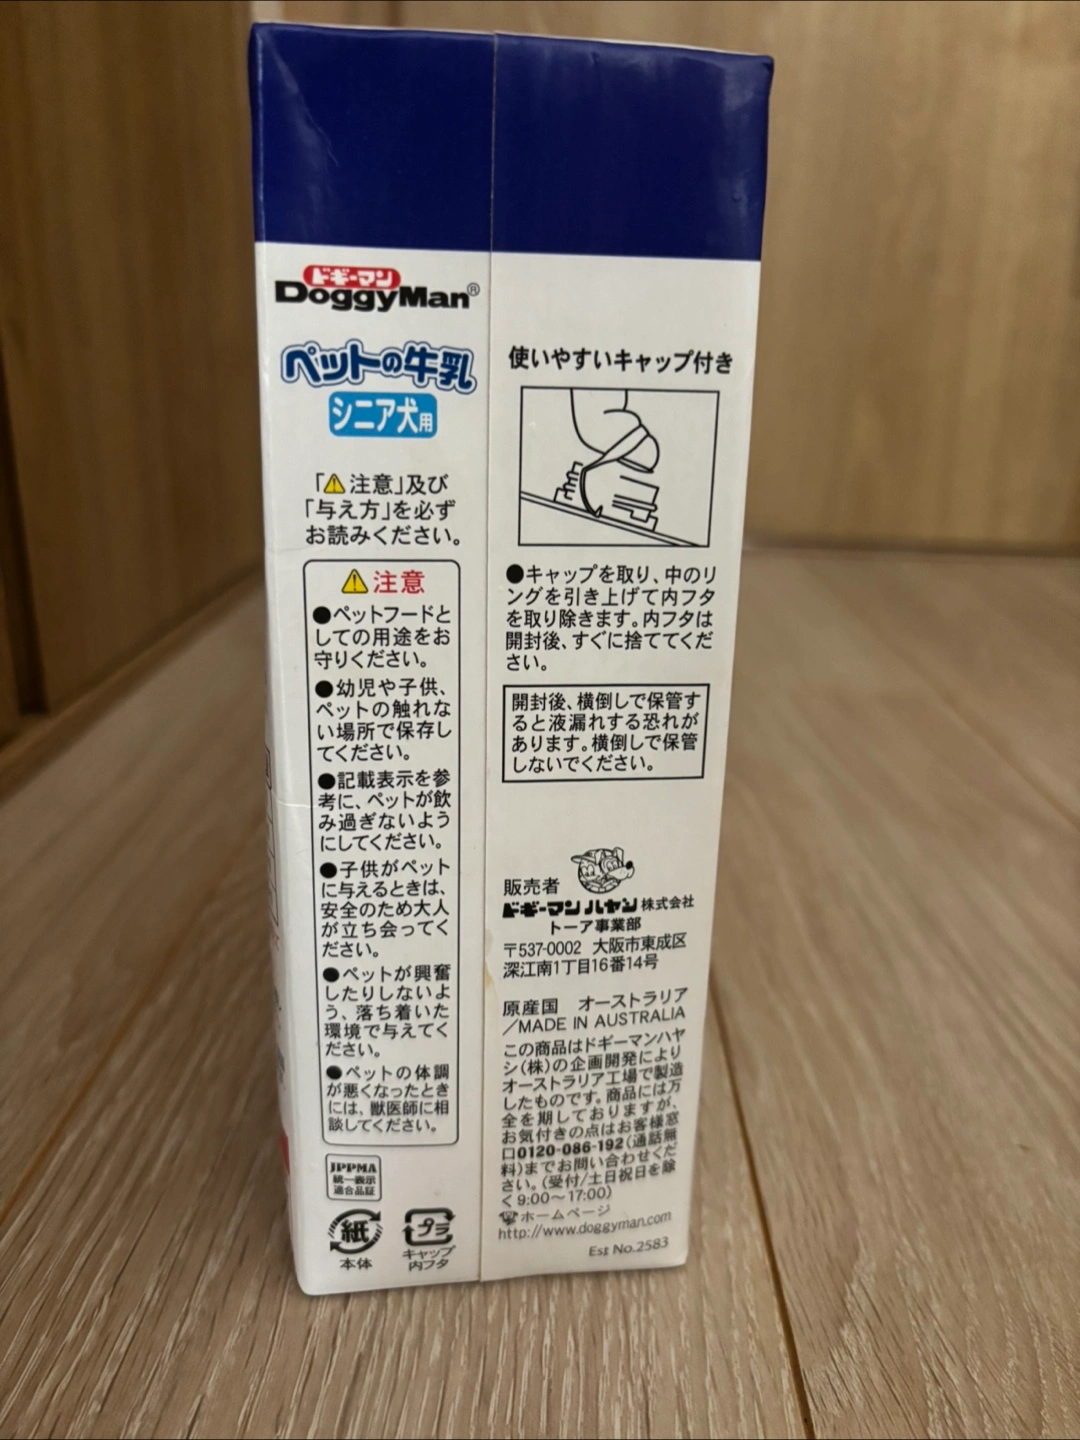 ドギーマン
DoggyMan®
ペットの牛乳
シニア犬用
「⚠注意」及び
「与え方」を必ず
お読みください。
⚠注意
●ペットフードと
しての用途をお
守りください。
●幼児や子供、
ペットの触れな
い場所で保存し
てください。
●記載表示を参
考に、ペットが飲
み過ぎないよう
にしてください。
●子供がペット
に与えるときは、
安全のため大人
が立ち会ってく
ださい。
●ペットが興奮
したりしないよ
う、落ち着いた
環境で与えてく
ださい。
●ペットの体調
が悪くなったとき
には、獣医師に相
談してください。
JPPMA
統一表示
適合品証
紙
本体
プラ
キャップ
内フタ
使いやすいキャップ付き
●キャップを取り、中のリ
ングを引き上げて内フタ
を取り除きます。内フタは
開封後、すぐに捨ててくだ
さい。
開封後、横倒しで保管す
ると液漏れする恐れが
あります。横倒しで保管
しないでください。
販売者
ドギーマンハヤシ株式会社
トーア事業部
〒537-0002 大阪市東成区
深江南1丁目16番14号
原産国 オーストラリア
／MADE IN AUSTRALIA
この商品はドギーマンハヤ
シ(株)の企画開発により
オーストラリア工場で製造
したものです。商品には万
全を期しておりますが、
お気付きの点はお客様窓
口0120-086-192(通話無
料)までお問い合わせくだ
さい。(受付/土日祝日を除
く9:00～17:00)
ホームページ
http://www.doggyman.com
Est No.2583